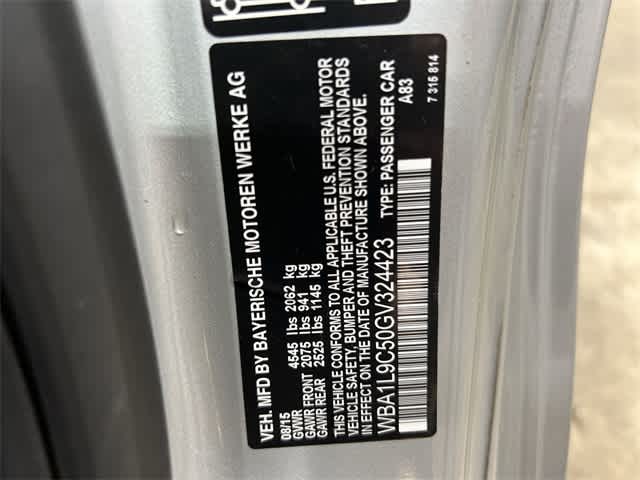 VEH. MFD BY BAYERISCHE MOTOREN WERKE AG
08/15
GVWR 4545 lbs 2062 kg
GAWR FRONT 2075 lbs 941 kg
GAWR REAR 2525 lbs 1145 kg
THIS VEHICLE CONFORMS TO ALL APPLICABLE U.S. FEDERAL MOTOR
VEHICLE SAFETY, BUMPER AND THEFT PREVENTION STANDARDS
IN EFFECT ON THE DATE OF MANUFACTURE SHOWN ABOVE.
WBA1L9C50GV324423 TYPE: PASSENGER CAR
A83
7 315 814